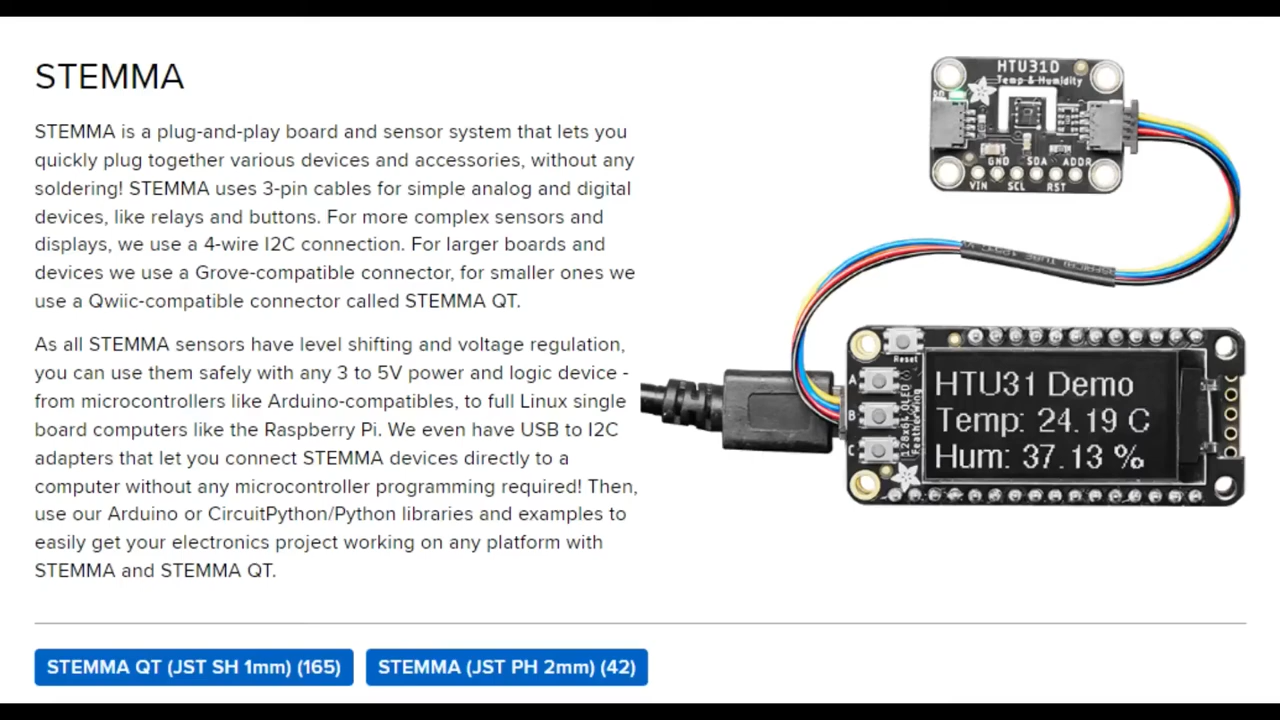 STEMMA
STEMMA is a plug-and-play board and sensor system that lets you
quickly plug together various devices and accessories, without any
soldering! STEMMA uses 3-pin cables for simple analog and digital
devices, like relays and buttons. For more complex sensors and
displays, we use a 4-wire I2C connection. For larger boards and
devices we use a Grove-compatible connector, for smaller ones we
use a Qwiic-compatible connector called STEMMA QT.
As all STEMMA sensors have level shifting and voltage regulation,
you can use them safely with any 3 to 5V power and logic device -
from microcontrollers like Arduino-compatibles, to full Linux single
board computers like the Raspberry Pi. We even have USB to I2C
adapters that let you connect STEMMA devices directly to a
computer without any microcontroller programming required! Then,
use our Arduino or CircuitPython/Python libraries and examples to
easily get your electronics project working on any platform with
STEMMA and STEMMA QT.
HTU31D
Temp & Humidity
GND SDA ADDR
VIN SCL RST
Reset
A
B
C
128x64 OLED
FeatherWing
HTU31 Demo
Temp: 24.19 C
Hum: 37.13 %
STEMMA QT (JST SH 1mm) (165)
STEMMA (JST PH 2mm) (42)